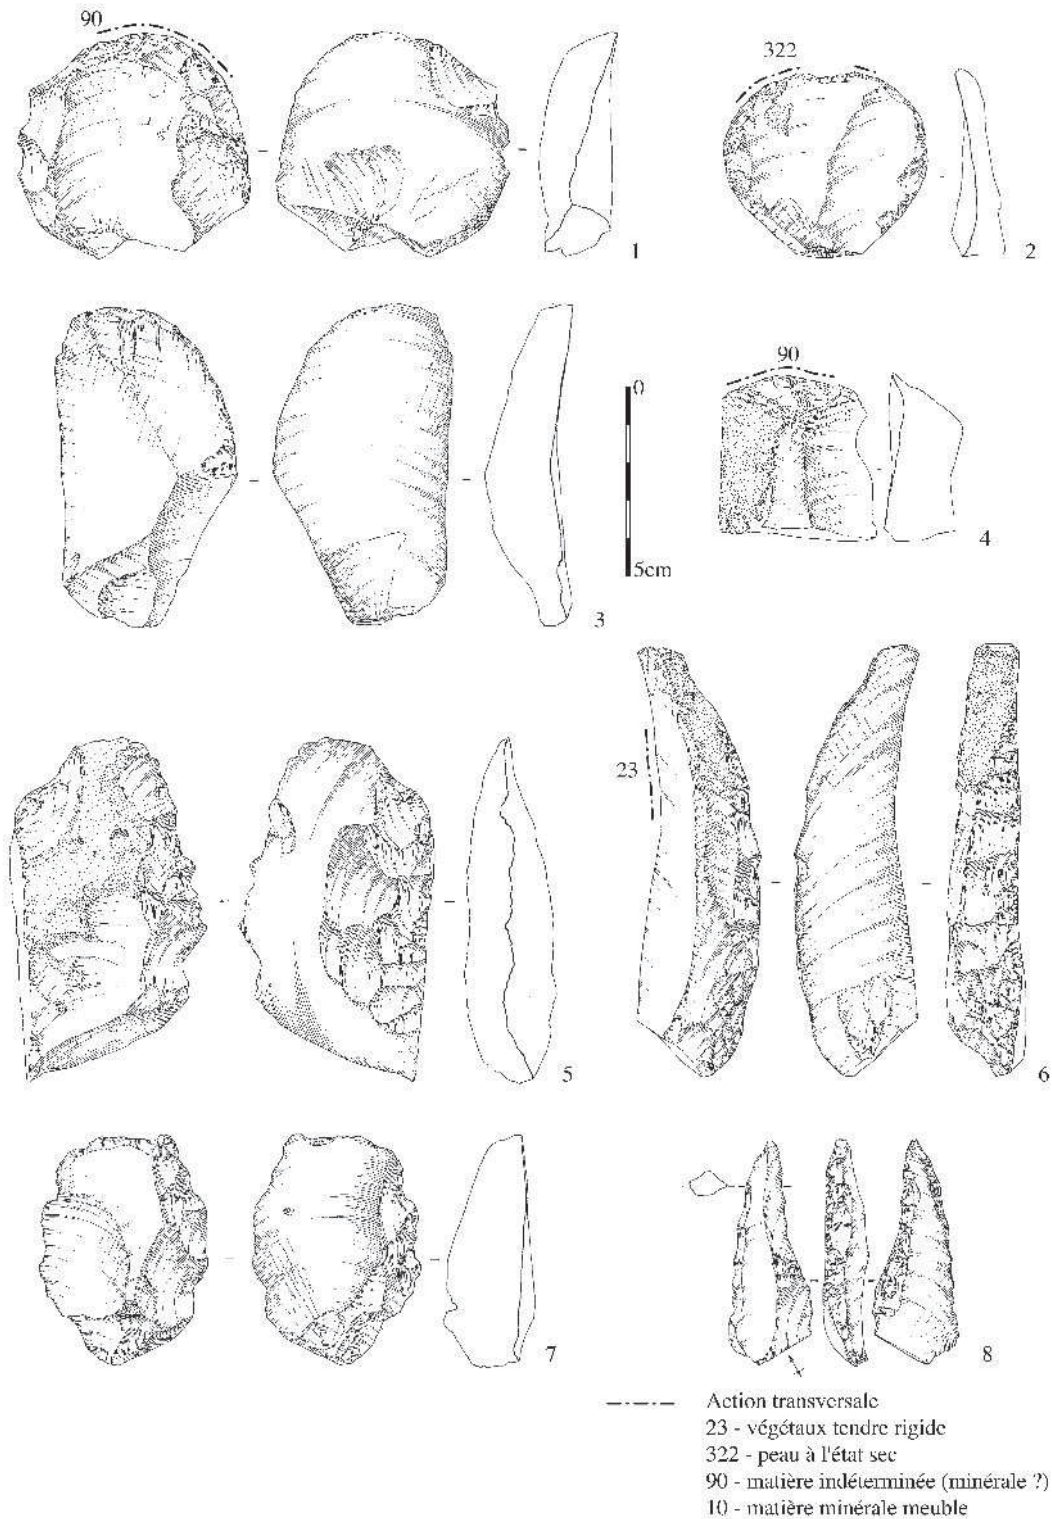 90
322
1
2
0
90
4
5cm
3
23
5
6
7
8
Action transversale
23 - végétaux tendre rigide
322 - peau à l'état sec
90 - matière indéterminée (minérale ?)
10 - matière minérale meuble